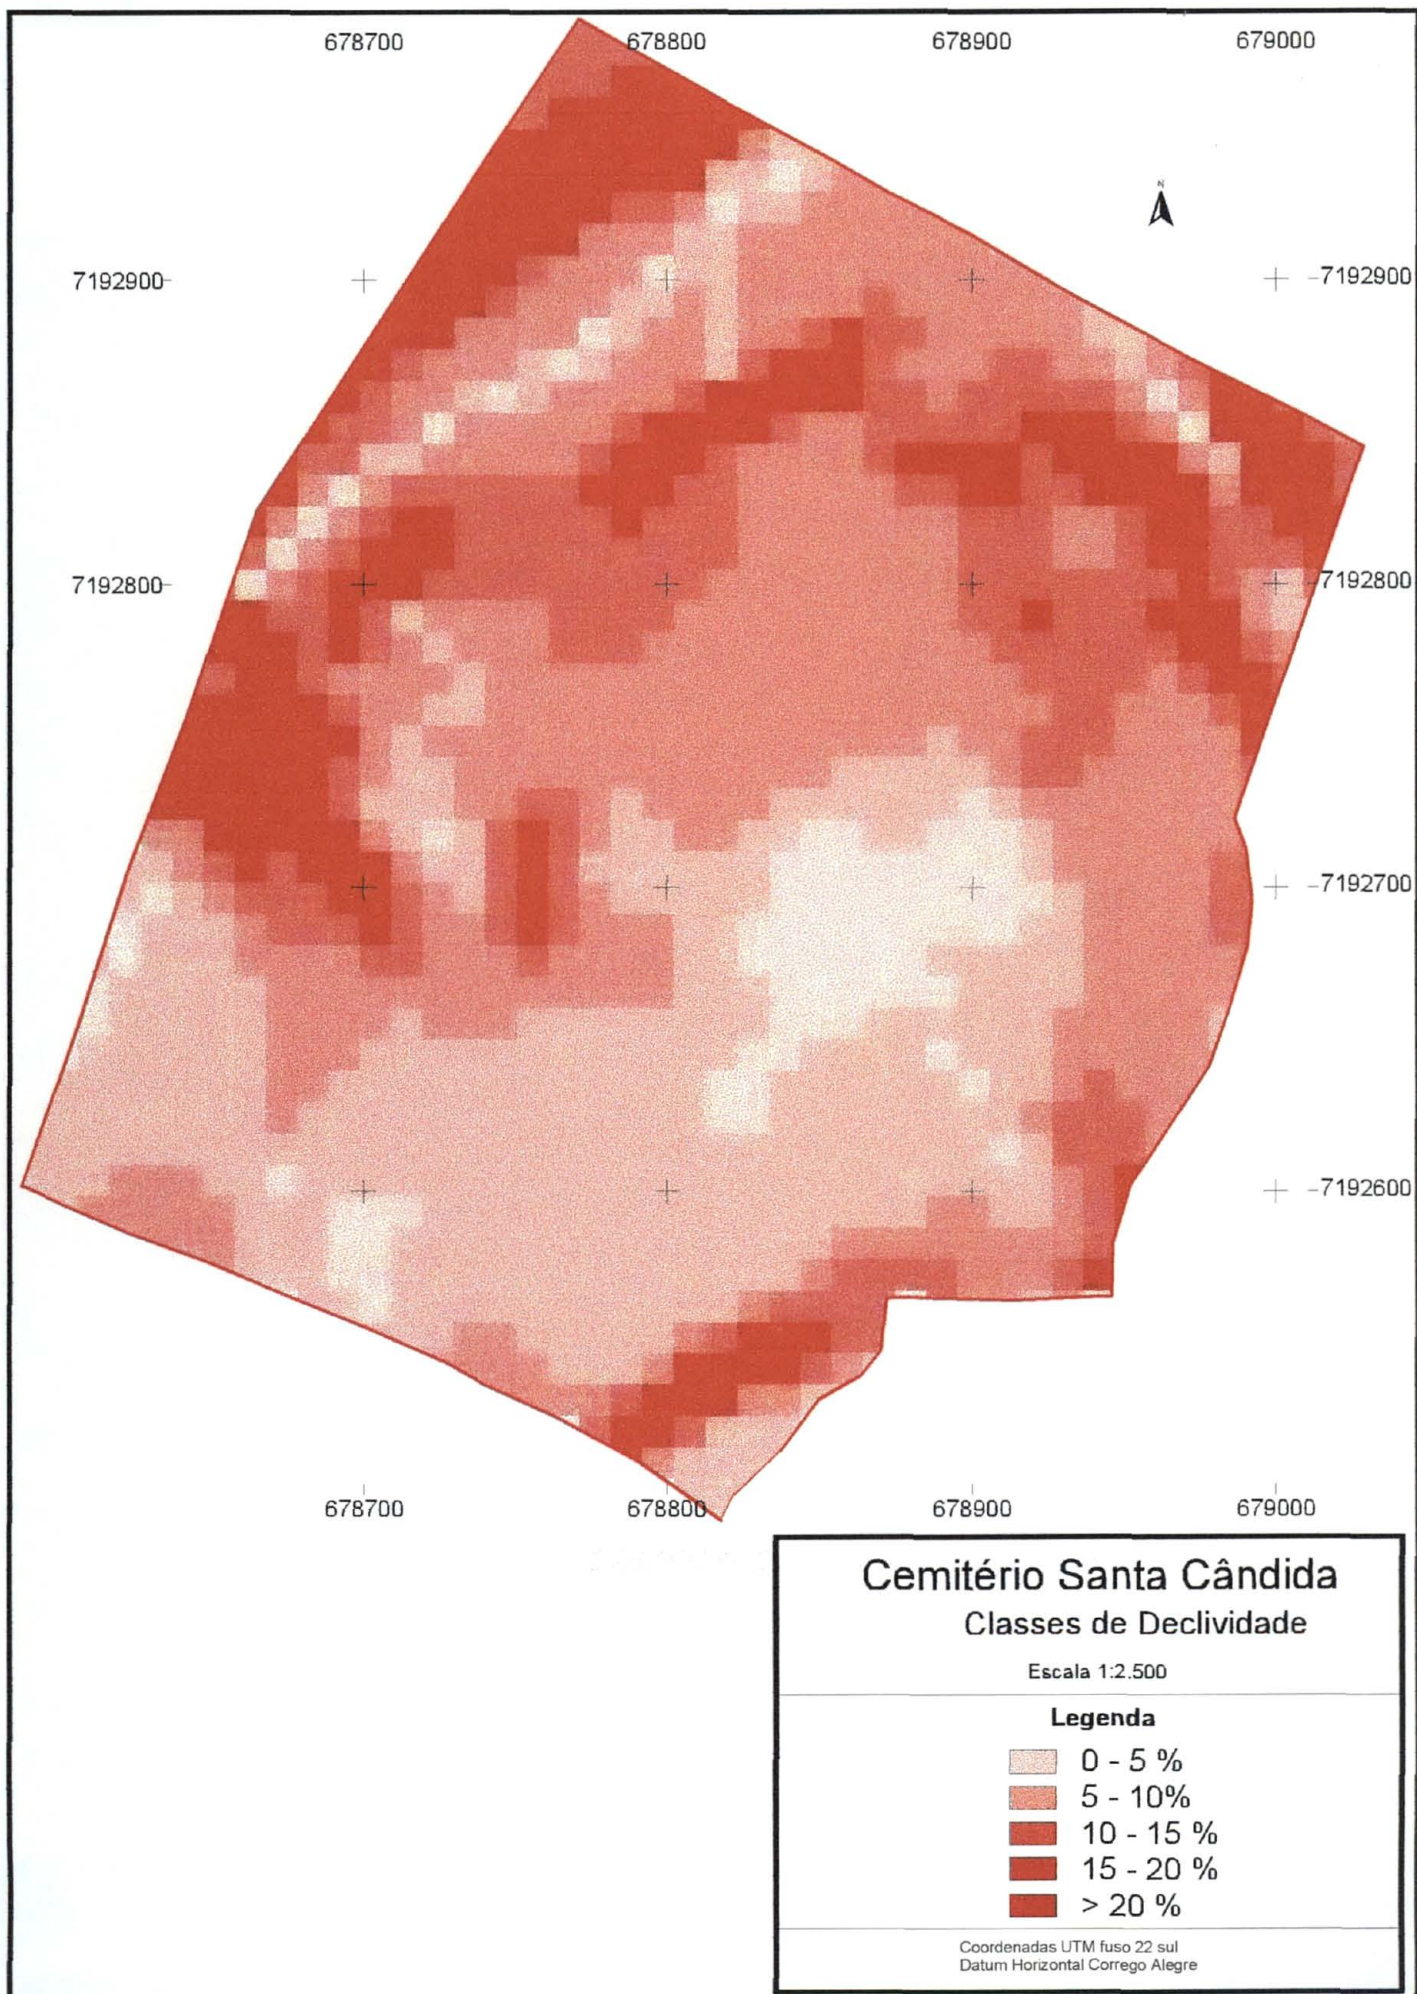 678700 678800 678900 679000
N
7192900 7192900
7192800 7192800
7192700
7192600
678700 678800 678900 679000
Cemitério Santa Cândida
Classes de Declividade
Escala 1:2.500
Legenda
0 - 5 %
5 - 10%
10 - 15 %
15 - 20 %
> 20 %
Coordenadas UTM fuso 22 sul
Datum Horizontal Corrego Alegre